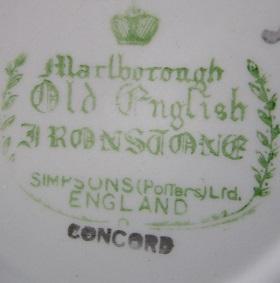 Marlborough
Old English
IRONSTONE
SIMPSONS (Potters) Ltd.
ENGLAND
CONCORD